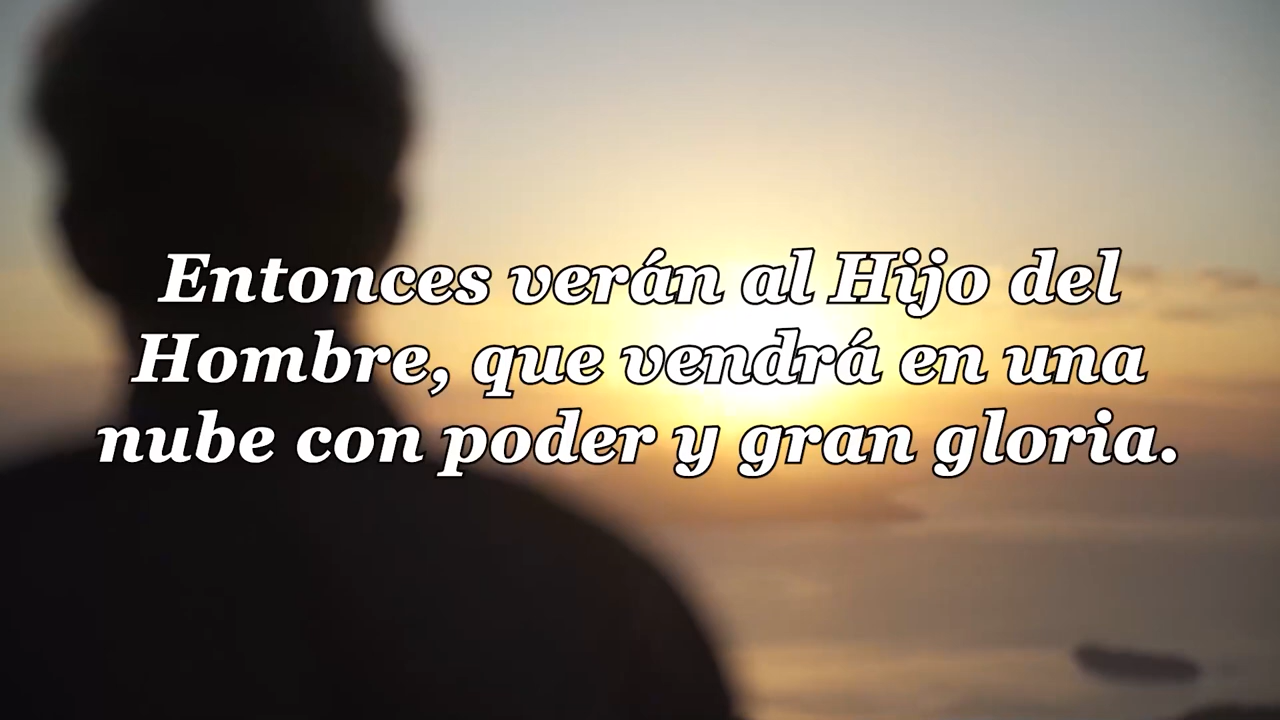 Entonces verán al Hijo del
Hombre, que vendrá en una
nube con poder y gran gloria.